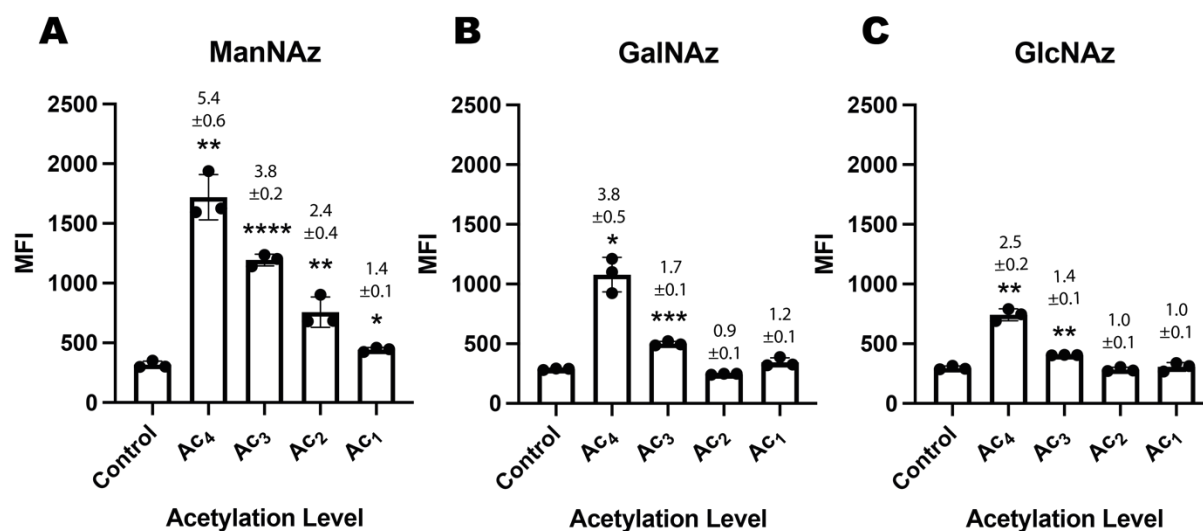 A
ManNAz
MFI
2500
2000
1500
1000
500
0
5.4
±0.6
**
3.8
±0.2
****
2.4
±0.4
**
1.4
±0.1
*
Control
Ac₄
Ac₃
Ac₂
Ac₁
Acetylation Level
B
GalNAz
MFI
2500
2000
1500
1000
500
0
3.8
±0.5
*
1.7
±0.1
***
0.9
±0.1
1.2
±0.1
Control
Ac₄
Ac₃
Ac₂
Ac₁
Acetylation Level
C
GlcNAz
MFI
2500
2000
1500
1000
500
0
2.5
±0.2
**
1.4
±0.1
**
1.0
±0.1
1.0
±0.1
Control
Ac₄
Ac₃
Ac₂
Ac₁
Acetylation Level